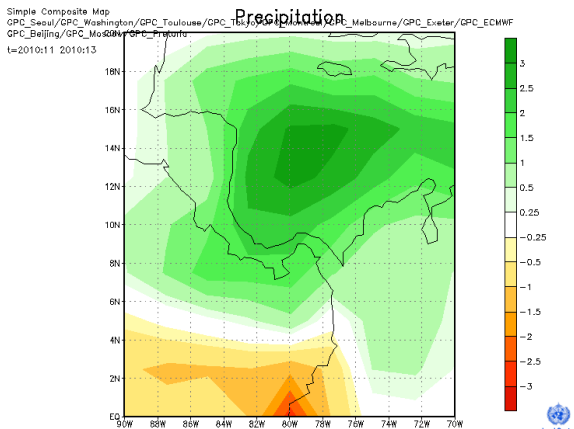 Simple Composite Map
Precipitation
GPC_Seoul/GPC_Washington/GPC_Toulouse/GPC_Tokyo/GPC_Montreal/GPC_Melbourne/GPC_Exeter/GPC_ECMWF
GPC_Beijing/GPC_Moscow/GPC_Pretoria
t=2010:11 2010:13
20N
18N
16N
14N
12N
10N
8N
6N
4N
2N
EQ
90W 88W 86W 84W 82W 80W 78W 76W 74W 72W 70W
3
2.5
2
1.5
1
0.5
0.25
-0.25
-0.5
-1
-1.5
-2
-2.5
-3